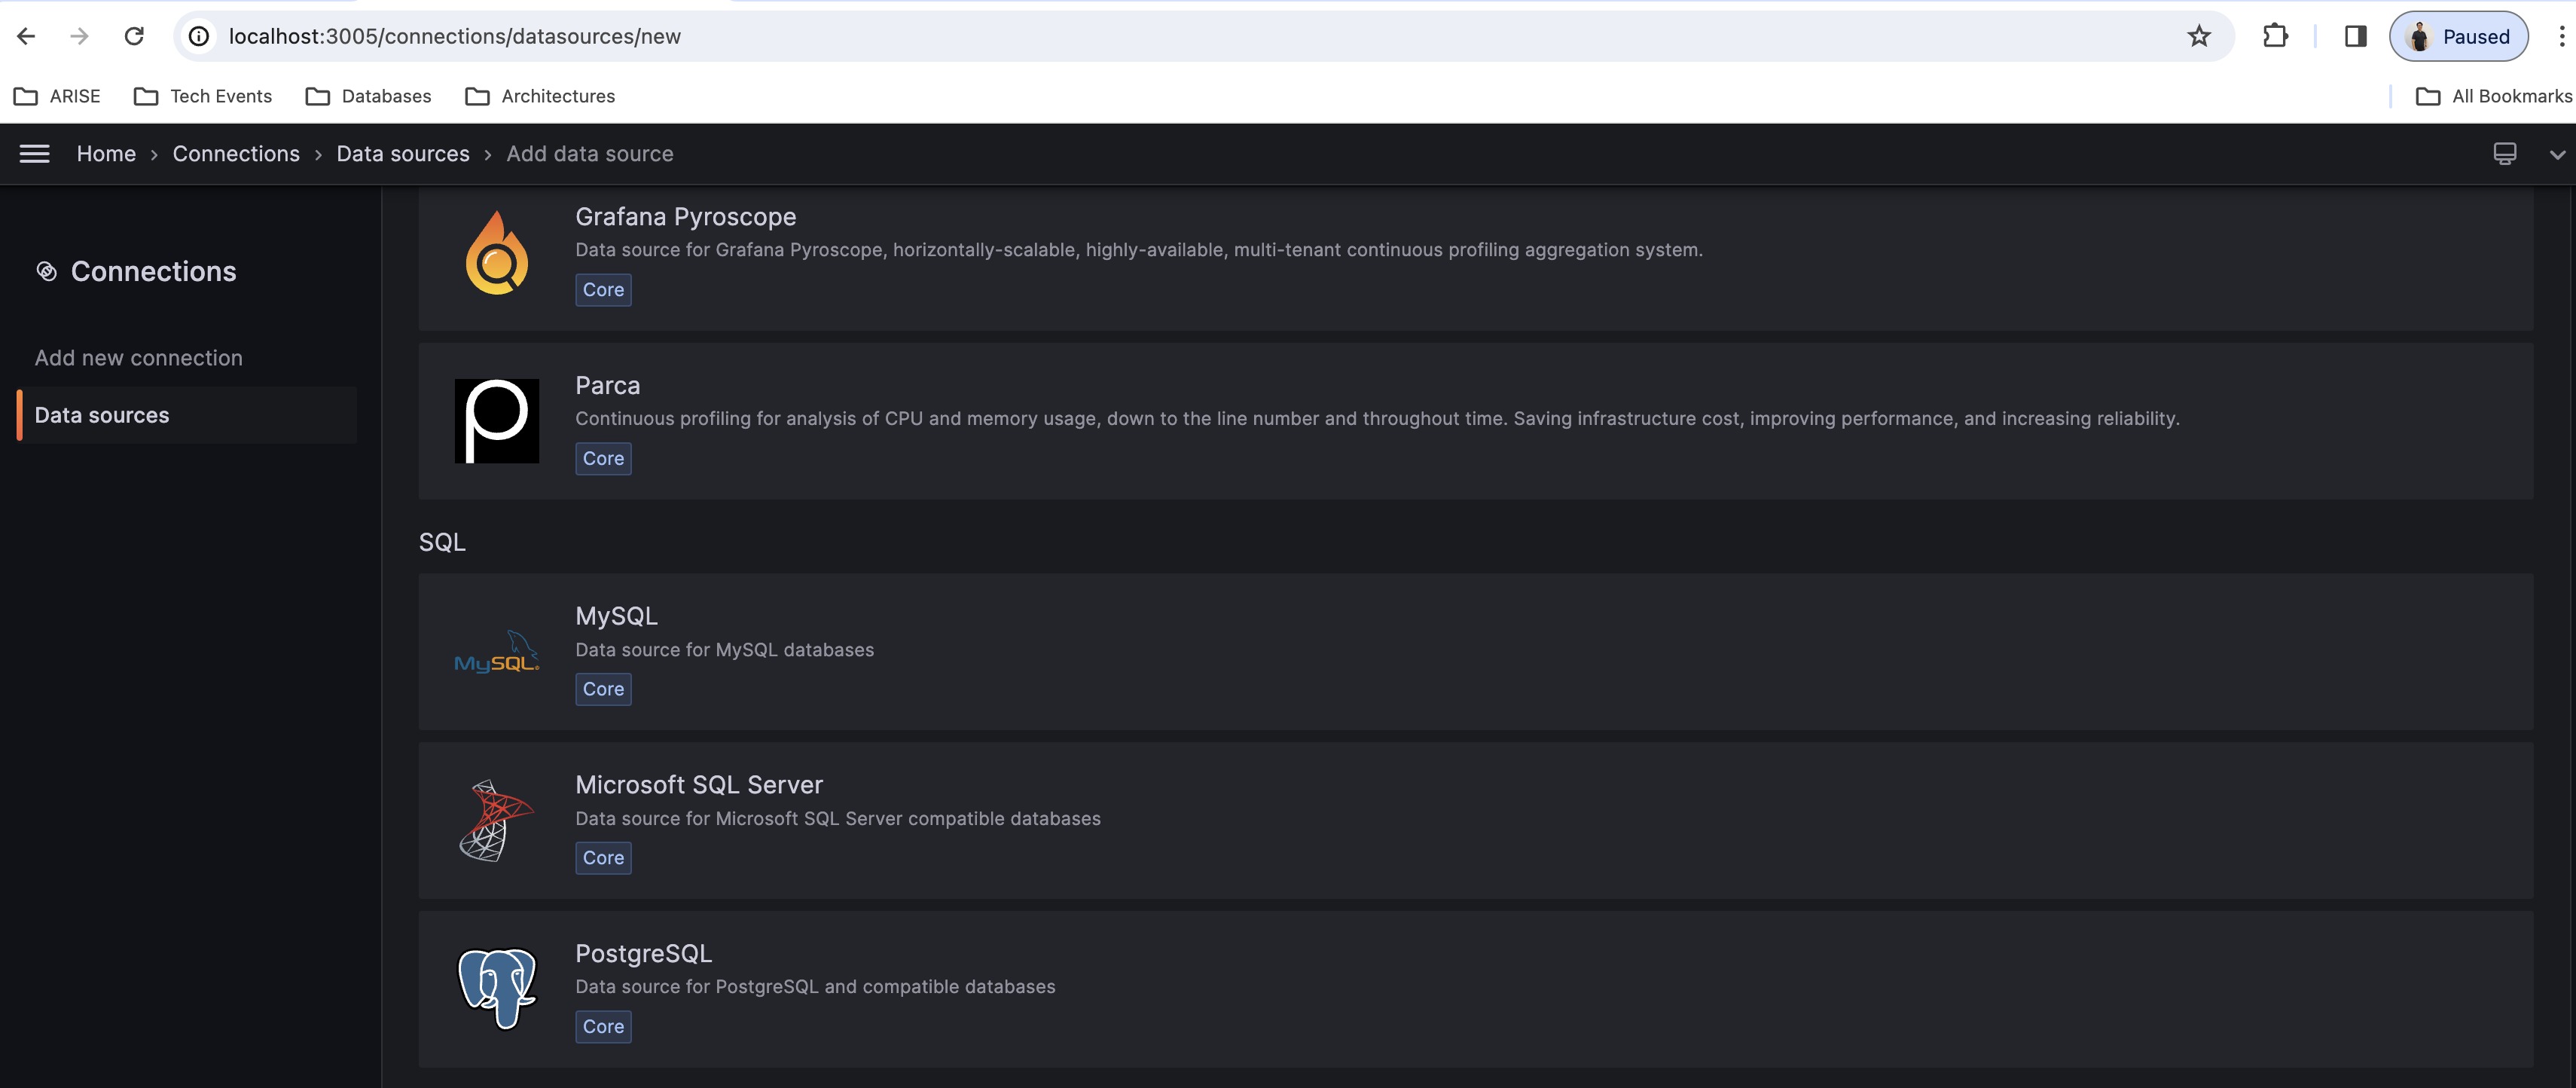 localhost:3005/connections/datasources/new
Paused
ARISE
Tech Events
Databases
Architectures
All Bookmarks
Home › Connections › Data sources › Add data source
Connections
Add new connection
Data sources
Grafana Pyroscope
Data source for Grafana Pyroscope, horizontally-scalable, highly-available, multi-tenant continuous profiling aggregation system.
Core
Parca
Continuous profiling for analysis of CPU and memory usage, down to the line number and throughout time. Saving infrastructure cost, improving performance, and increasing reliability.
Core
SQL
MySQL
MySQL
Data source for MySQL databases
Core
Microsoft SQL Server
Data source for Microsoft SQL Server compatible databases
Core
PostgreSQL
Data source for PostgreSQL and compatible databases
Core